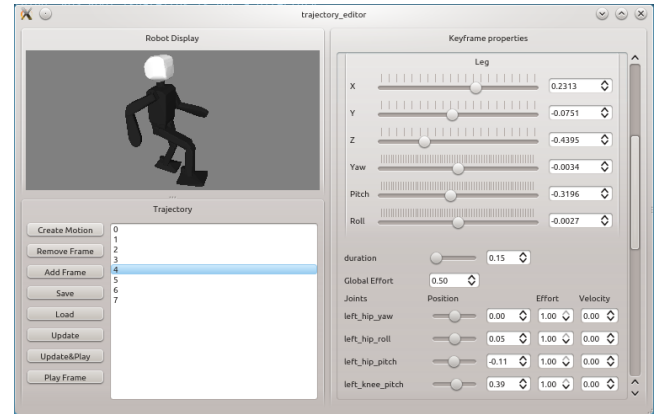 trajectory_editor
Robot Display
Trajectory
Create Motion
Remove Frame
Add Frame
Save
Load
Update
Update&Play
Play Frame
0
1
2
3
4
5
6
7
Keyframe properties
Leg
X 0.2313
Y -0.0751
Z -0.4395
Yaw -0.0034
Pitch -0.3196
Roll -0.0027
duration 0.15
Global Effort 0.50
Joints Position Effort Velocity
left_hip_yaw 0.00 1.00 0.00
left_hip_roll 0.05 1.00 0.00
left_hip_pitch -0.11 1.00 0.00
left_knee_pitch 0.39 1.00 0.00